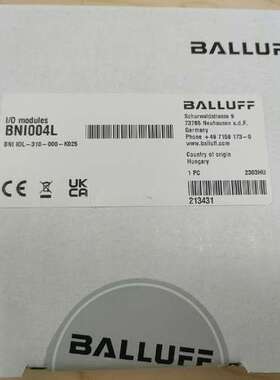 BALLUFF
I/O modules
BNI004L
BNI IOL-310-000-K025
BALLUFF
Schurwaldstrasse 9
73765 Neuhausen a.d.F.
Germany
Phone +49 7158 173-0
www.balluff.com
Country of origin
Hungary
1 PC
2303HU
213431
CE
UK
CA
BALLUFF